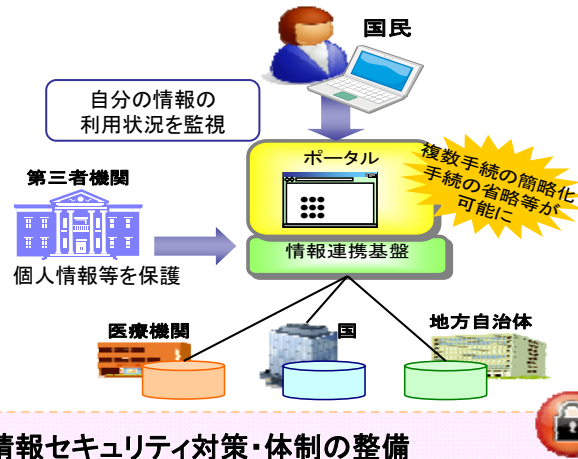 国民
自分の情報の
利用状況を監視
ポータル
複数手続の簡略化
手続の省略等が
可能に
第三者機関
個人情報等を保護
情報連携基盤
医療機関
国
地方自治体
情報セキュリティ対策・体制の整備